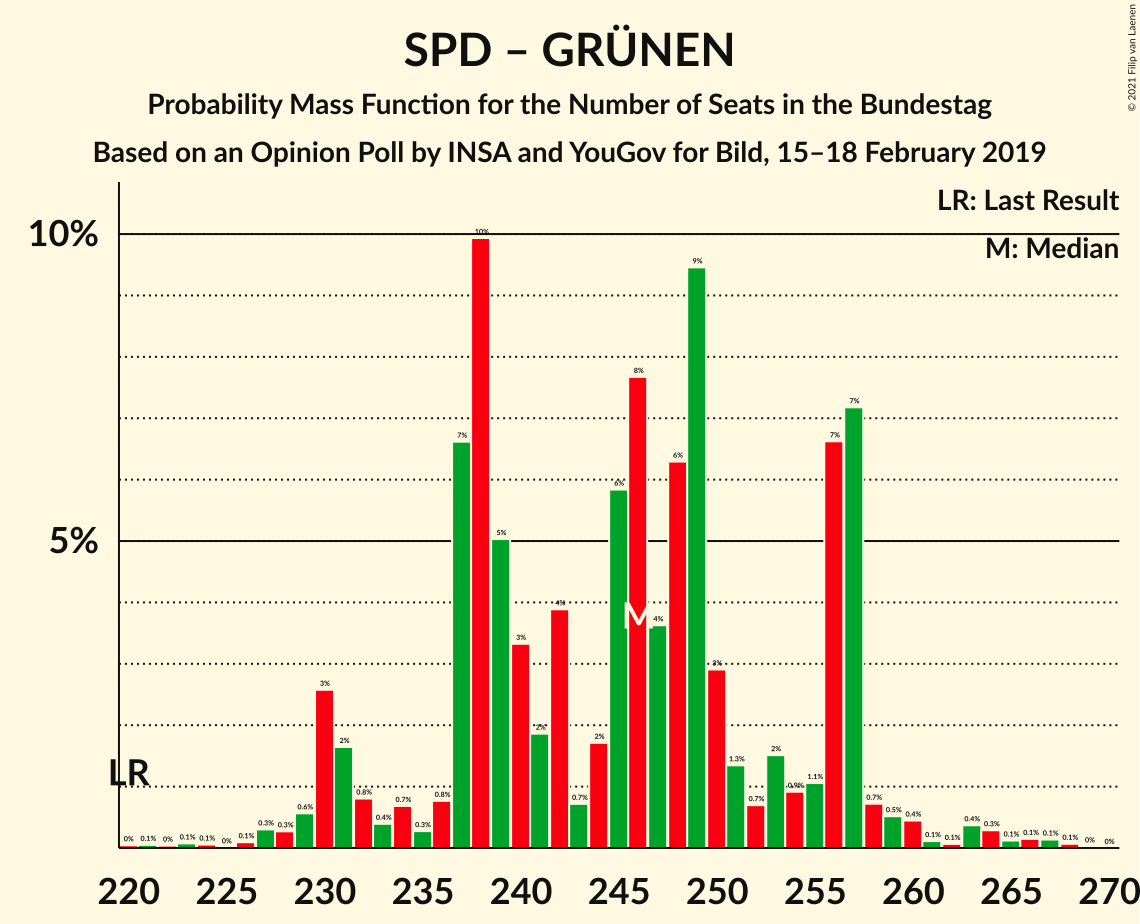 SPD – GRÜNEN
Probability Mass Function for the Number of Seats in the Bundestag
Based on an Opinion Poll by INSA and YouGov for Bild, 15–18 February 2019
© 2021 Filip van Laenen
LR: Last Result
M: Median
10%
5%
LR
M
0% 0.1% 0% 0.1% 0.1% 0% 0.1% 0.3% 0.3% 0.6% 3% 2% 0.8% 0.4% 0.7% 0.3% 0.8% 7% 10% 5% 3% 2% 4% 0.7% 2% 6% 8% 4% 6% 9% 3% 1.3% 0.7% 2% 0.9% 1.1% 7% 7% 0.7% 0.5% 0.4% 0.1% 0.1% 0.4% 0.3% 0.1% 0.1% 0.1% 0.1% 0% 0%
220 225 230 235 240 245 250 255 260 265 270